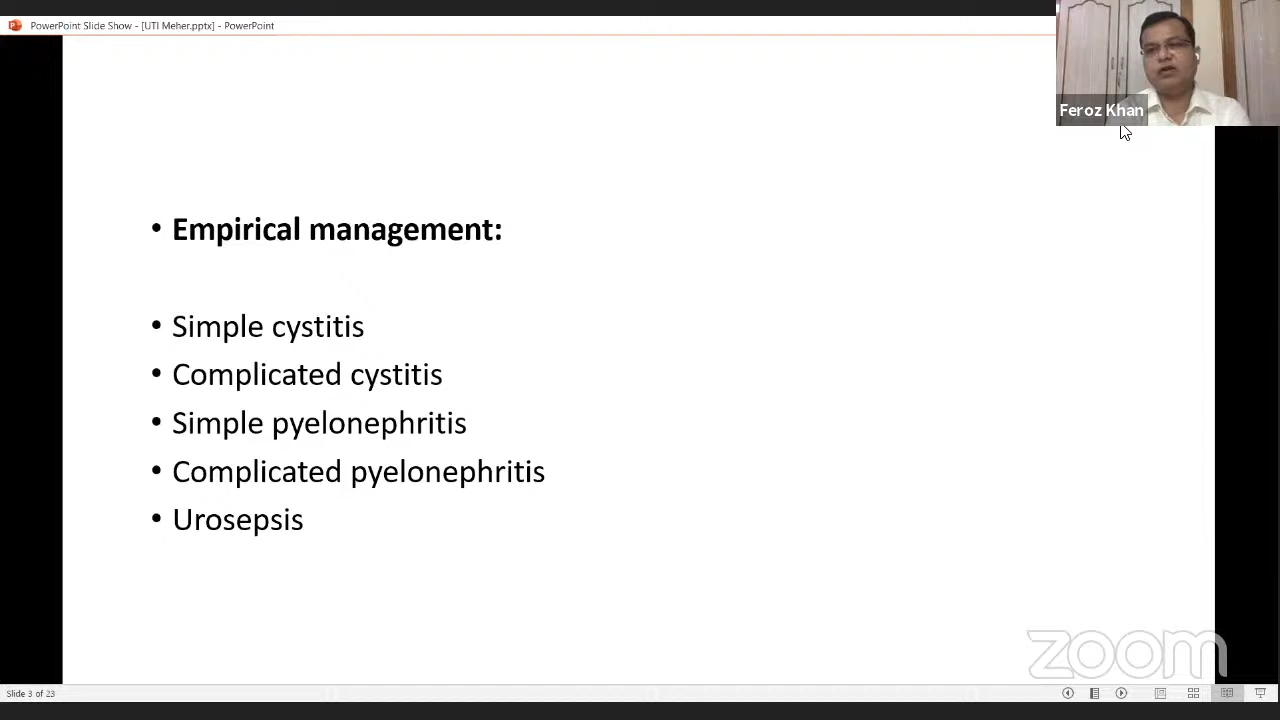 PowerPoint Slide Show - [UTI Meher.pptx] - PowerPoint
Feroz Khan
• Empirical management:
• Simple cystitis
• Complicated cystitis
• Simple pyelonephritis
• Complicated pyelonephritis
• Urosepsis
zoom
Slide 3 of 23